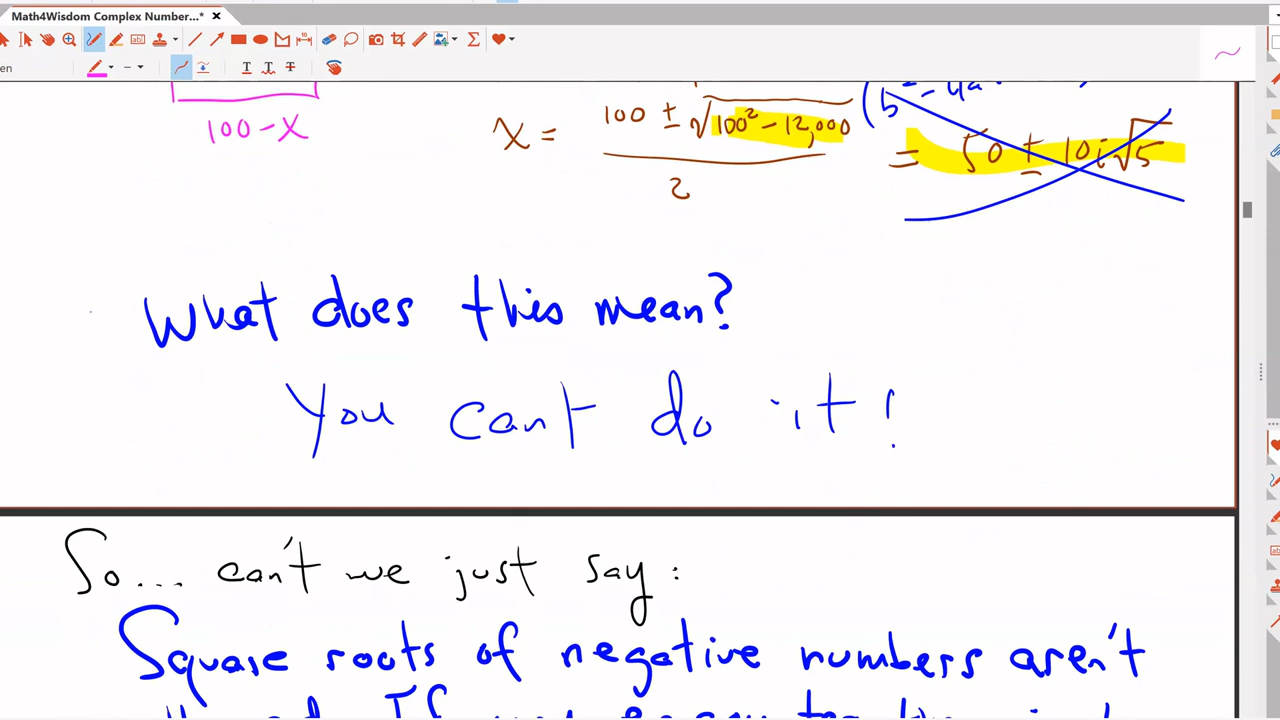 Math4Wisdom Complex Number...*
en
100 - x
x = (100 ± √(100² - 12,000)) / 2
= 50 ± 10i√5
What does this mean?
You can't do it!
So... can't we just say:
Square roots of negative numbers aren't